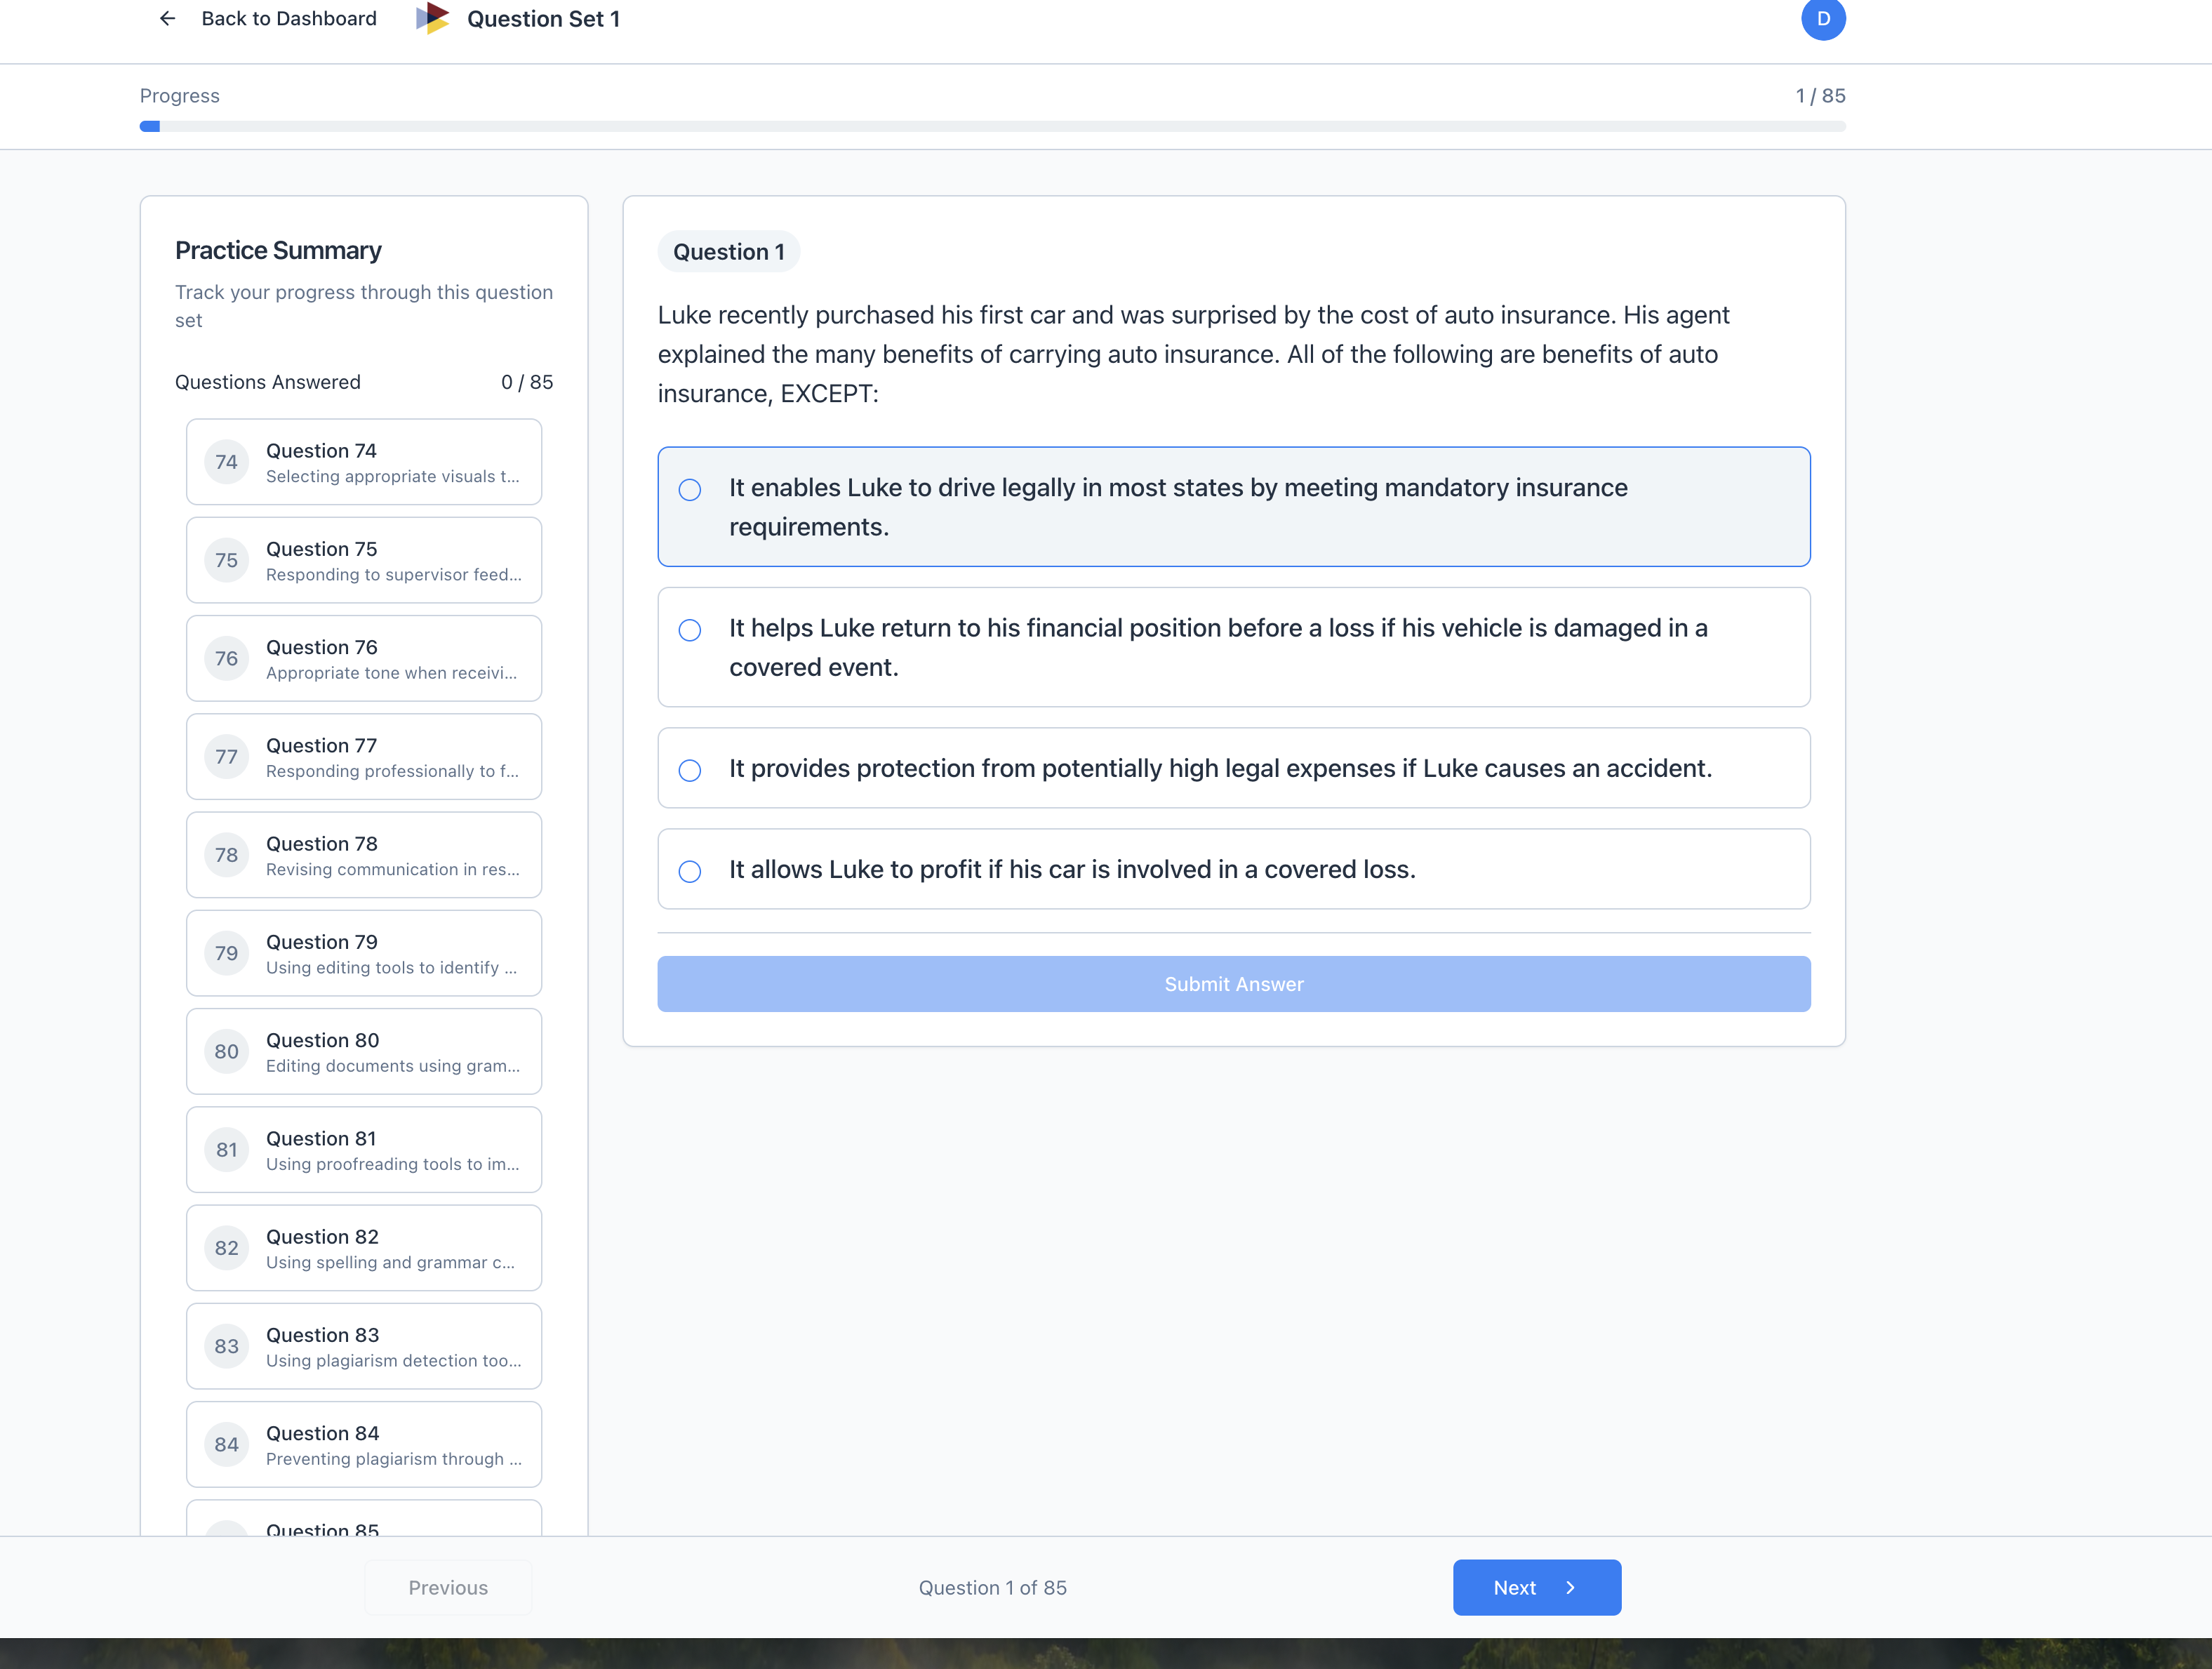 Back to Dashboard
Question Set 1
D
Progress
1 / 85
Practice Summary
Track your progress through this question
set
Questions Answered
0 / 85
74
Question 74
Selecting appropriate visuals t...
75
Question 75
Responding to supervisor feed...
76
Question 76
Appropriate tone when receivi...
77
Question 77
Responding professionally to f...
78
Question 78
Revising communication in res...
79
Question 79
Using editing tools to identify ...
80
Question 80
Editing documents using gram...
81
Question 81
Using proofreading tools to im...
82
Question 82
Using spelling and grammar c...
83
Question 83
Using plagiarism detection too...
84
Question 84
Preventing plagiarism through ...
Question 85
Question 1
Luke recently purchased his first car and was surprised by the cost of auto insurance. His agent
explained the many benefits of carrying auto insurance. All of the following are benefits of auto
insurance, EXCEPT:
It enables Luke to drive legally in most states by meeting mandatory insurance
requirements.
It helps Luke return to his financial position before a loss if his vehicle is damaged in a
covered event.
It provides protection from potentially high legal expenses if Luke causes an accident.
It allows Luke to profit if his car is involved in a covered loss.
Submit Answer
Previous
Question 1 of 85
Next